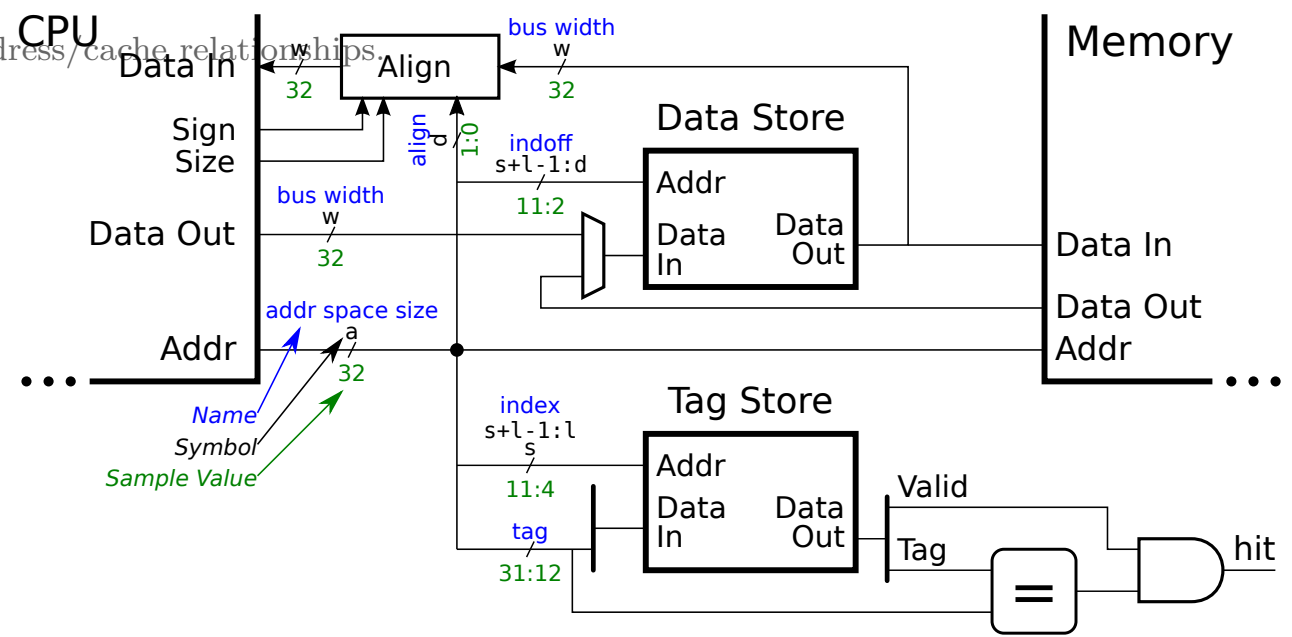 CPU
dress/cache relationships.
Memory
bus width
w
32
Data In
w
32
Align
Sign
Size
align
d
1:0
Data Store
indoff
s+l-1:d
11:2
Addr
Data In
Data Out
bus width
w
32
Data Out
Data In
Data Out
Addr
addr space size
a
32
Addr
Name
Symbol
Sample Value
Tag Store
index
s+l-1:l
s
11:4
Addr
Data In
Data Out
tag
31:12
Valid
Tag
=
hit